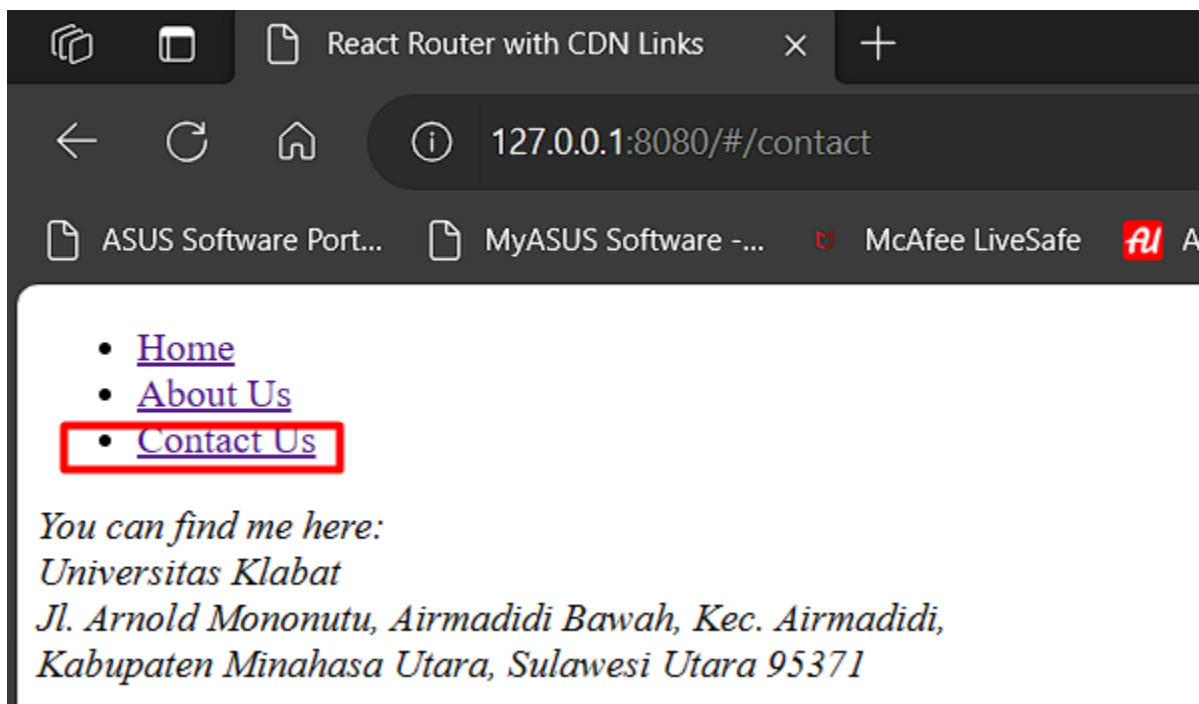 React Router with CDN Links
127.0.0.1:8080/#/contact
ASUS Software Port... MyASUS Software -... McAfee LiveSafe A
Home
About Us
Contact Us
You can find me here:
Universitas Klabat
Jl. Arnold Mononutu, Airmadidi Bawah, Kec. Airmadidi,
Kabupaten Minahasa Utara, Sulawesi Utara 95371